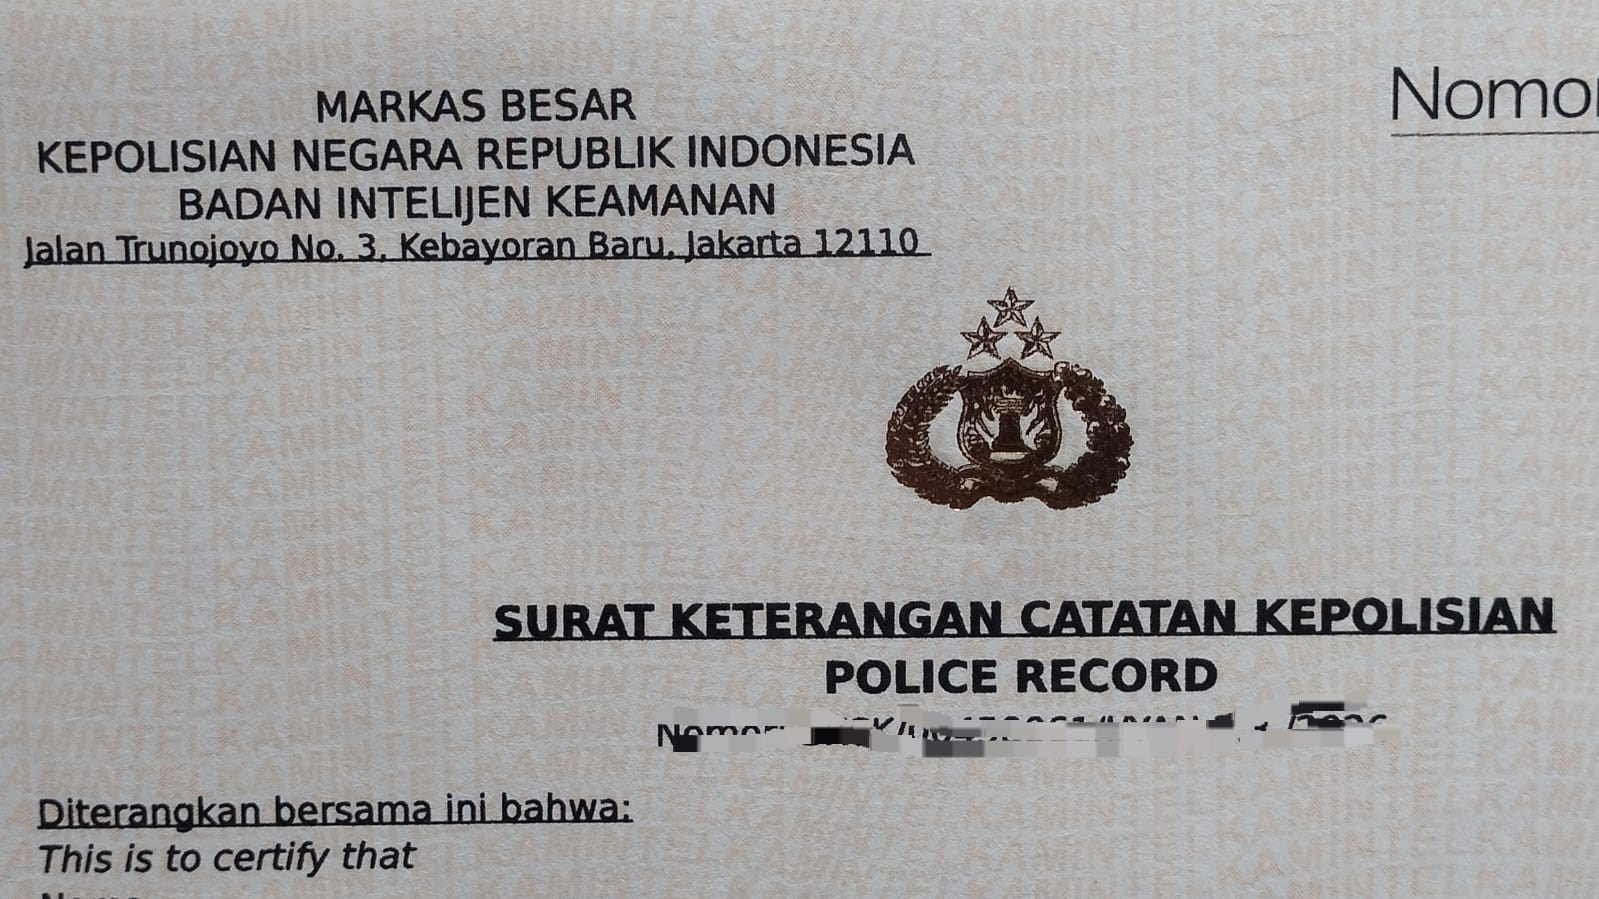 MARKAS BESAR
KEPOLISIAN NEGARA REPUBLIK INDONESIA
BADAN INTELIJEN KEAMANAN
Jalan Trunojoyo No. 3, Kebayoran Baru, Jakarta 12110
SURAT KETERANGAN CATATAN KEPOLISIAN
POLICE RECORD
Diterangkan bersama ini bahwa:
This is to certify that